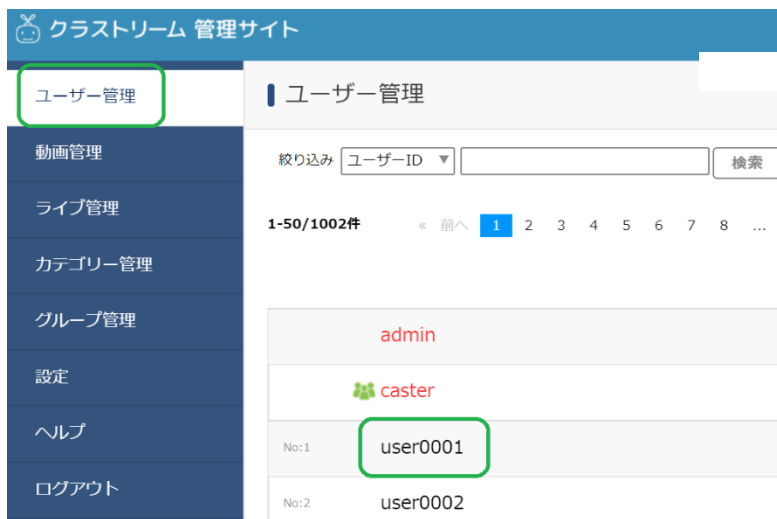 クラストリーム 管理サイト
ユーザー管理
動画管理
ライブ管理
カテゴリー管理
グループ管理
設定
ヘルプ
ログアウト
ユーザー管理
絞り込み ユーザーID ▼ 検索
1-50/1002件 « 前へ 1 2 3 4 5 6 7 8 ...
admin
caster
No:1 user0001
No:2 user0002